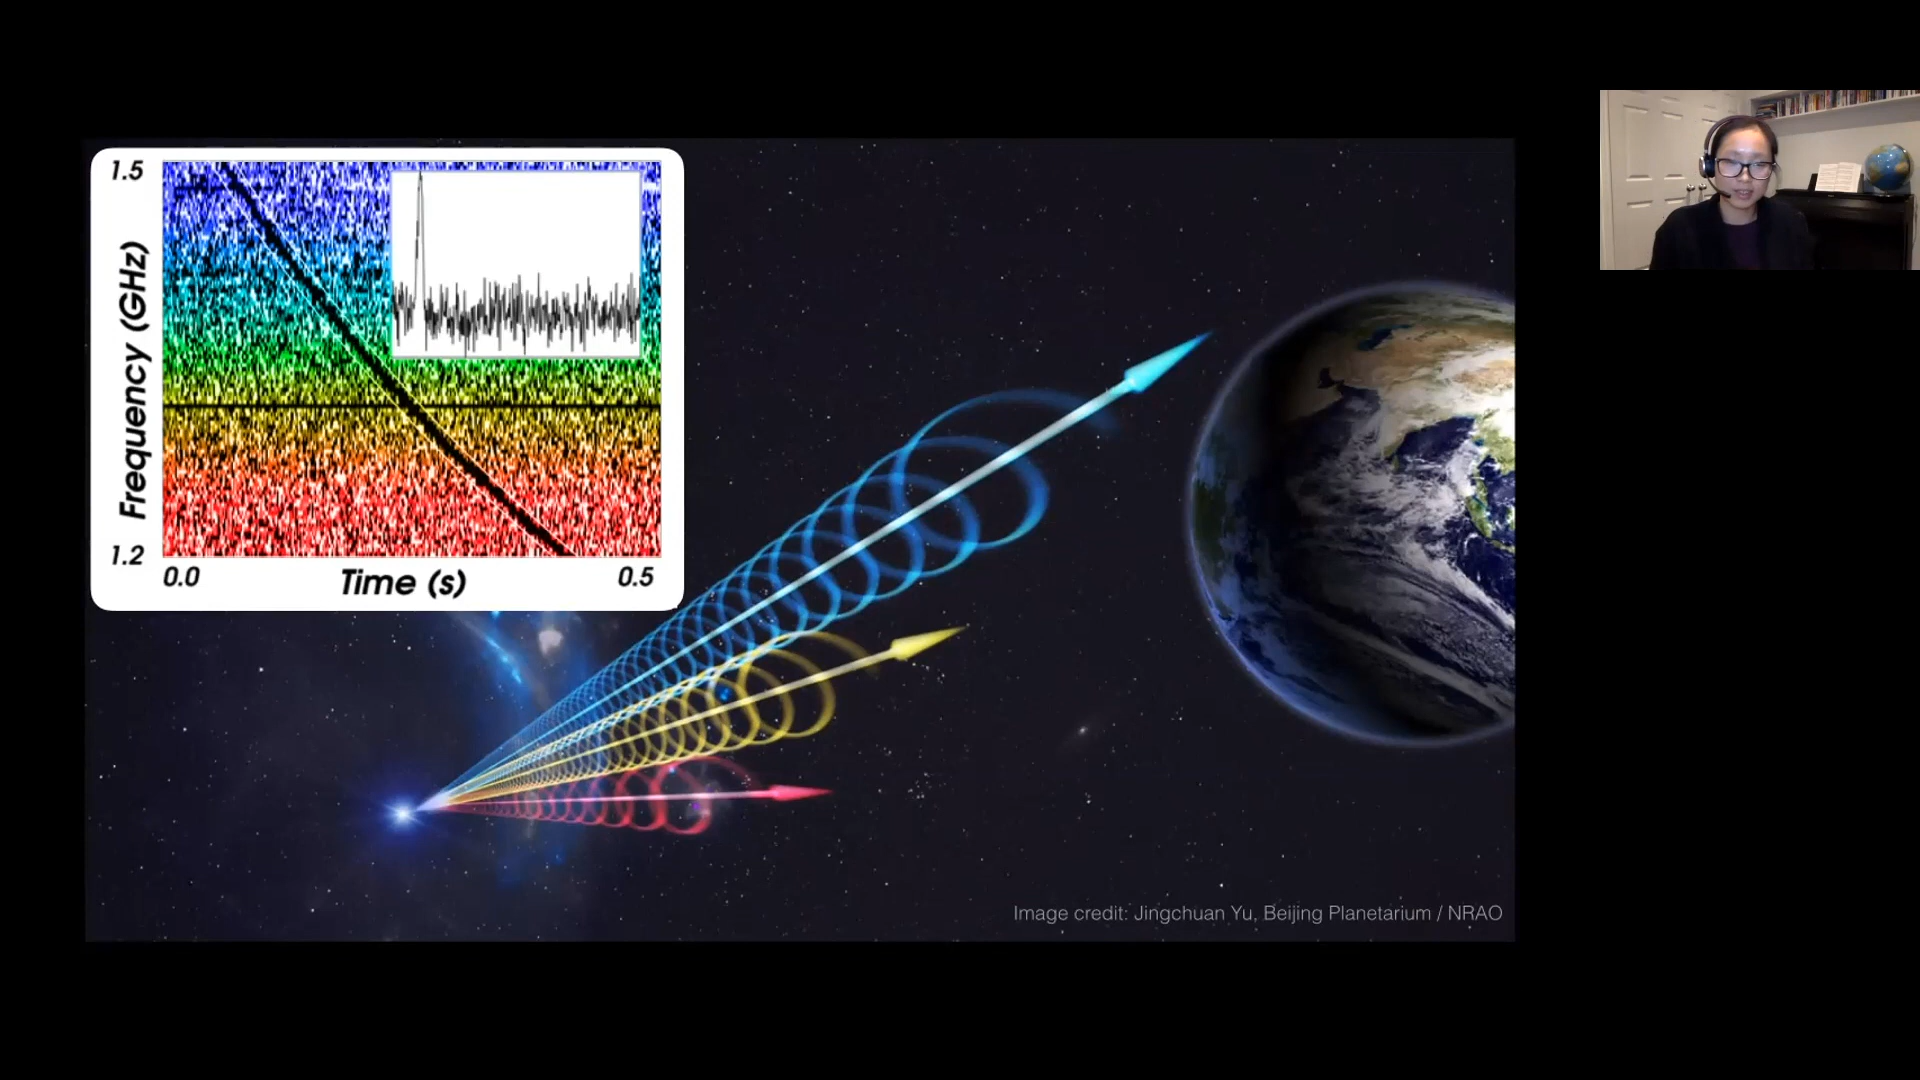 1.5
Frequency (GHz)
1.2
0.0
Time (s)
0.5
Image credit: Jingchuan Yu, Beijing Planetarium / NRAO